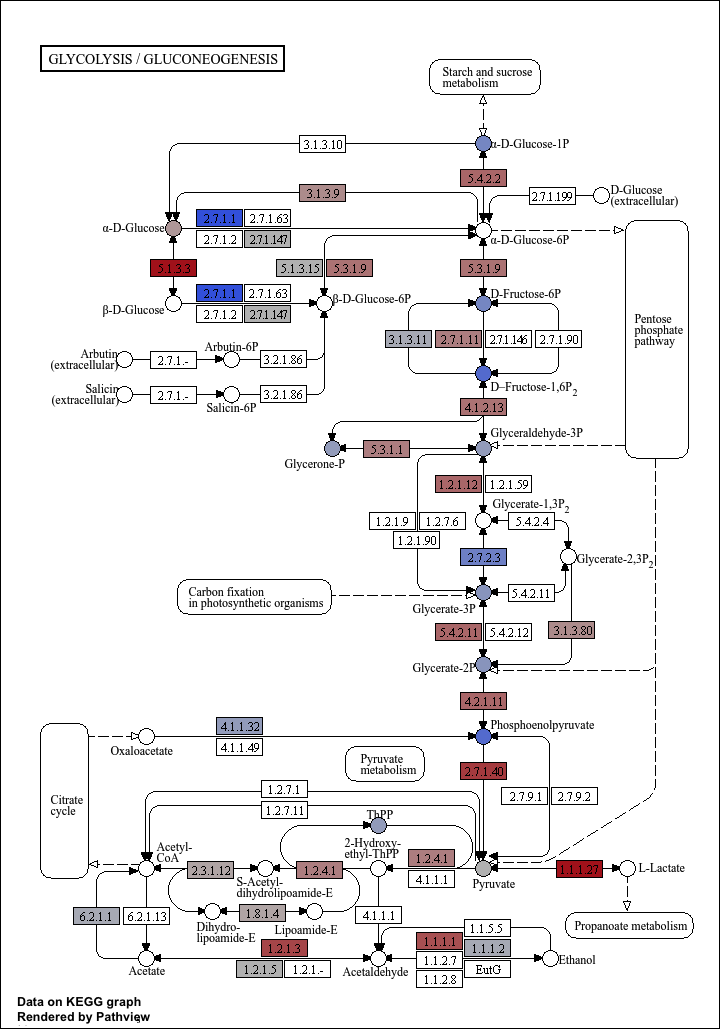 GLYCOLYSIS / GLUCONEOGENESIS
Starch and sucrose
metabolism
3.1.3.10
α-D-Glucose-1P
5.4.2.2
3.1.3.9
2.7.1.199
D-Glucose
(extracellular)
α-D-Glucose
2.7.1.1
2.7.1.63
2.7.1.2
2.7.1.147
α-D-Glucose-6P
5.1.3.3
5.1.3.15
5.3.1.9
5.3.1.9
2.7.1.1
2.7.1.63
2.7.1.2
2.7.1.147
β-D-Glucose
β-D-Glucose-6P
D-Fructose-6P
Pentose
phosphate
pathway
3.1.3.11
2.7.1.11
2.7.1.146
2.7.1.90
Arbutin
(extracellular)
2.7.1.-
Arbutin-6P
3.2.1.86
Salicin
(extracellular)
2.7.1.-
Salicin-6P
3.2.1.86
D-Fructose-1,6P2
4.1.2.13
Glyceraldehyde-3P
5.3.1.1
Glycerone-P
1.2.1.12
1.2.1.59
Glycerate-1,3P2
1.2.1.9
1.2.7.6
1.2.1.90
5.4.2.4
2.7.2.3
Glycerate-2,3P2
Carbon fixation
in photosynthetic organisms
5.4.2.11
Glycerate-3P
5.4.2.11
5.4.2.12
3.1.3.80
Glycerate-2P
4.2.1.11
Phosphoenolpyruvate
4.1.1.32
4.1.1.49
Oxaloacetate
Pyruvate
metabolism
2.7.1.40
2.7.9.1
2.7.9.2
Citrate
cycle
1.2.7.1
1.2.7.11
ThPP
Acetyl-
CoA
2-Hydroxy-
ethyl-ThPP
2.3.1.12
S-Acetyl-
dihydrolipoamide-E
1.2.4.1
1.2.4.1
4.1.1.1
Pyruvate
1.1.1.27
L-Lactate
6.2.1.1
6.2.1.13
Dihydro-
lipoamide-E
1.8.1.4
Lipoamide-E
4.1.1.1
Propanoate metabolism
Acetate
1.2.1.3
1.2.1.5
1.2.1.-
Acetaldehyde
1.1.5.5
1.1.1.1
1.1.1.2
1.1.2.7
EutG
1.1.2.8
Ethanol
Data on KEGG graph
Rendered by Pathview